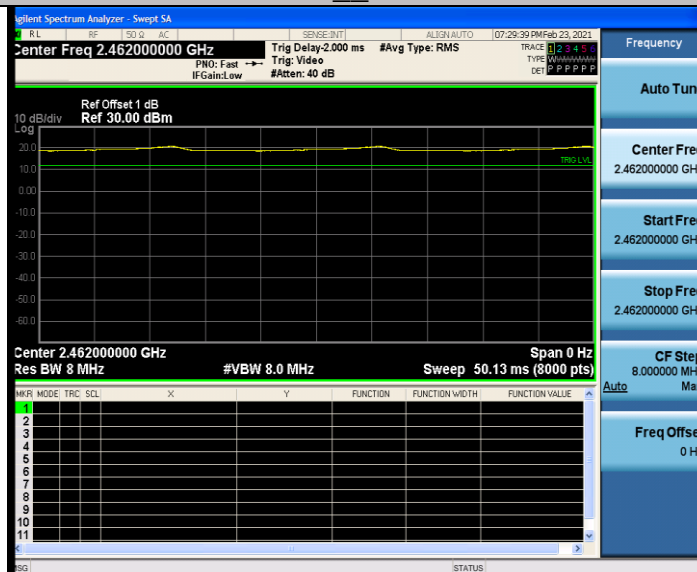 Agilent Spectrum Analyzer - Swept SA
RL RF 50 Ω AC SENSE:INT ALIGN AUTO 07:29:39 PM Feb 23, 2021
Center Freq 2.462000000 GHz
PNO: Fast
IFGain:Low
Trig Delay-2.000 ms
Trig: Video
#Atten: 40 dB
#Avg Type: RMS
TRACE 1 2 3 4 5 6
TYPE W
DET P P P P P P
Ref Offset 1 dB
10 dB/div Ref 30.00 dBm
Log
20.0
TRIG LVL
10.0
0.00
-10.0
-20.0
-30.0
-40.0
-50.0
-60.0
Center 2.462000000 GHz Span 0 Hz
Res BW 8 MHz #VBW 8.0 MHz Sweep 50.13 ms (8000 pts)
MKR MODE TRC SCL X Y FUNCTION FUNCTION WIDTH FUNCTION VALUE
1
2
3
4
5
6
7
8
9
10
11
MSG STATUS
Frequency
Auto Tun
Center Fre
2.462000000 GH
Start Fre
2.462000000 GH
Stop Fre
2.462000000 GH
CF Step
8.000000 MH
Auto Ma
Freq Offse
0 H